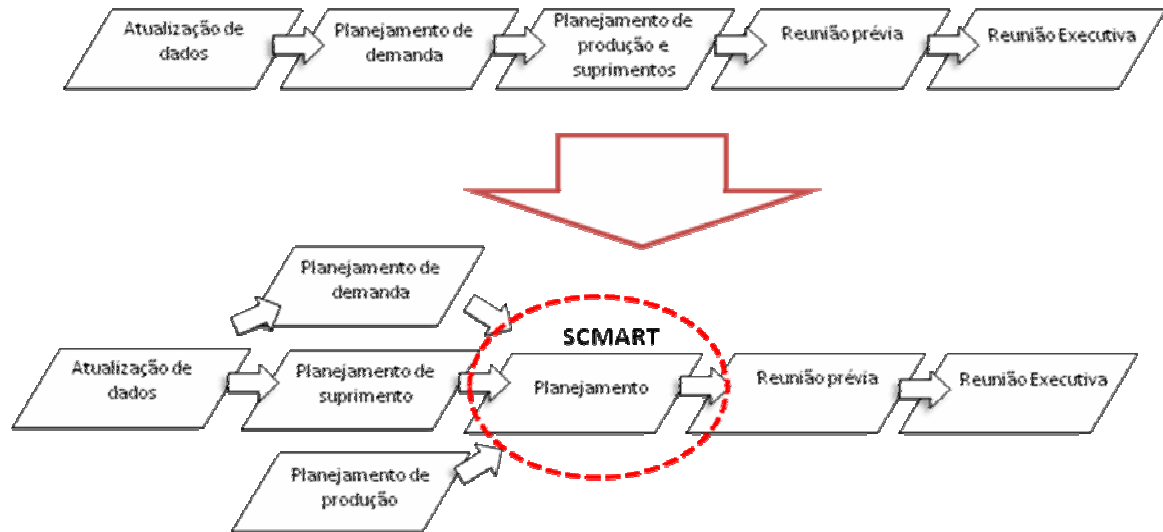 Atualização de
dados
Planejamento de
demanda
Planejamento de
produção e
suprimentos
Reunião prévia
Reunião Executiva
Planejamento de
demanda
SCMART
Atualização de
dados
Planejamento de
suprimento
Planejamento
Reunião prévia
Reunião Executiva
Planejamento de
produção